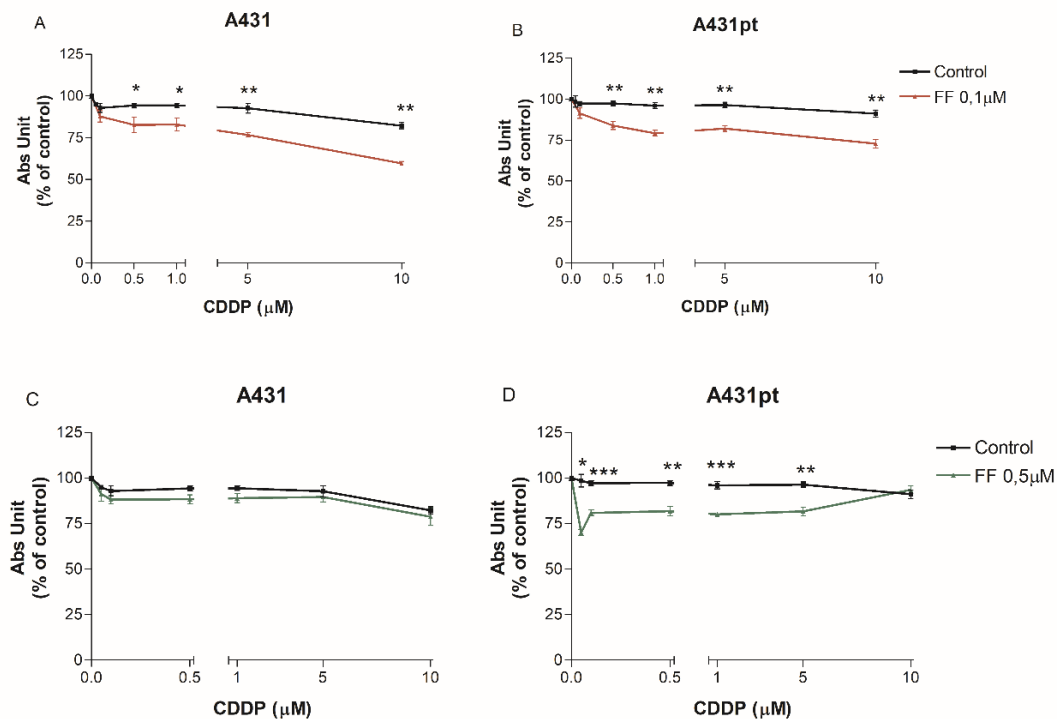 A
A431
125
100
75
50
25
0
Abs Unit
(% of control)
* * ** **
0.0 0.5 1.0 5 10
CDDP (μM)
B
A431pt
125
100
75
50
25
0
Abs Unit
(% of control)
** ** ** **
0.0 0.5 1.0 5 10
CDDP (μM)
Control
FF 0,1μM
C
A431
125
100
75
50
25
0
Abs Unit
(% of control)
0.0 0.5 1 5 10
CDDP (μM)
D
A431pt
125
100
75
50
25
0
Abs Unit
(% of control)
* *** ** *** **
0.0 0.5 1 5 10
CDDP (μM)
Control
FF 0,5μM